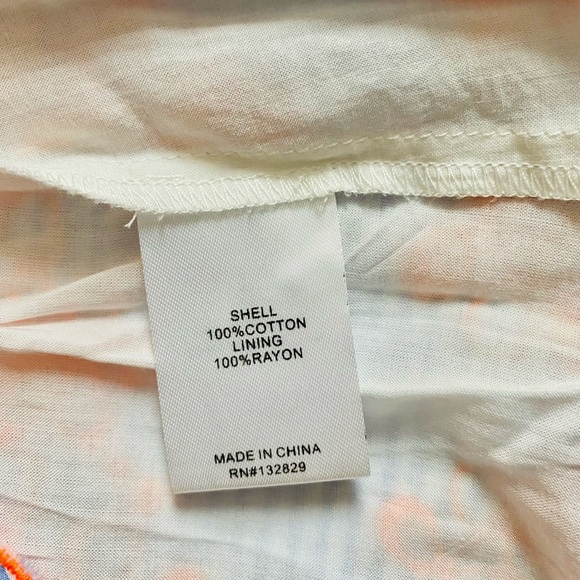 SHELL
100%COTTON
LINING
100%RAYON
MADE IN CHINA
RN#132829